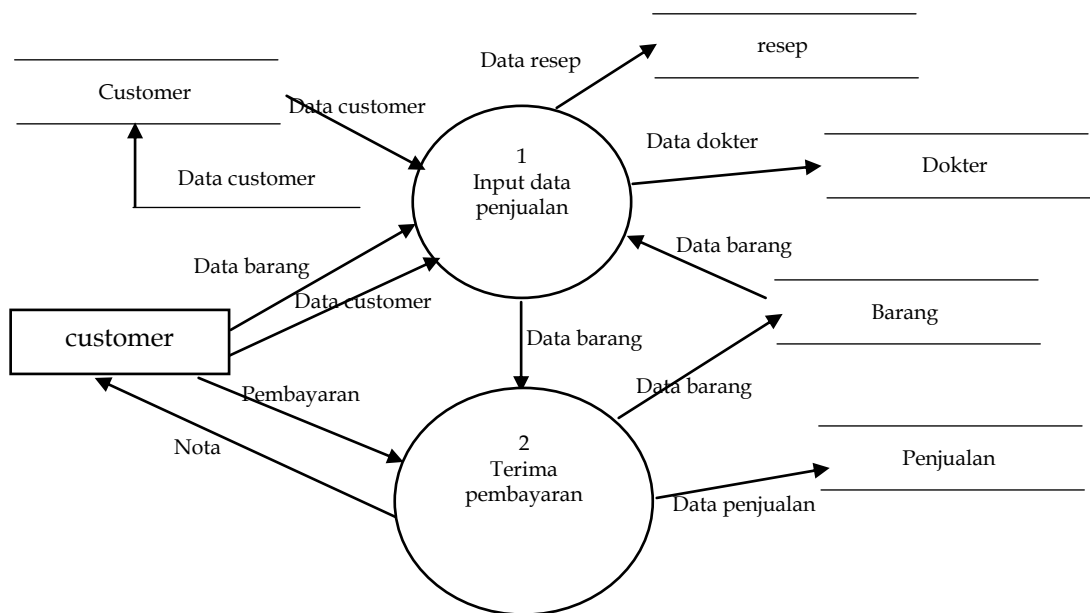 resep
Data resep
Customer
Data customer
1
Input data
penjualan
Data dokter
Dokter
Data customer
Data barang
Data barang
Data customer
Barang
customer
Data barang
Data barang
Pembayaran
Nota
2
Terima
pembayaran
Penjualan
Data penjualan